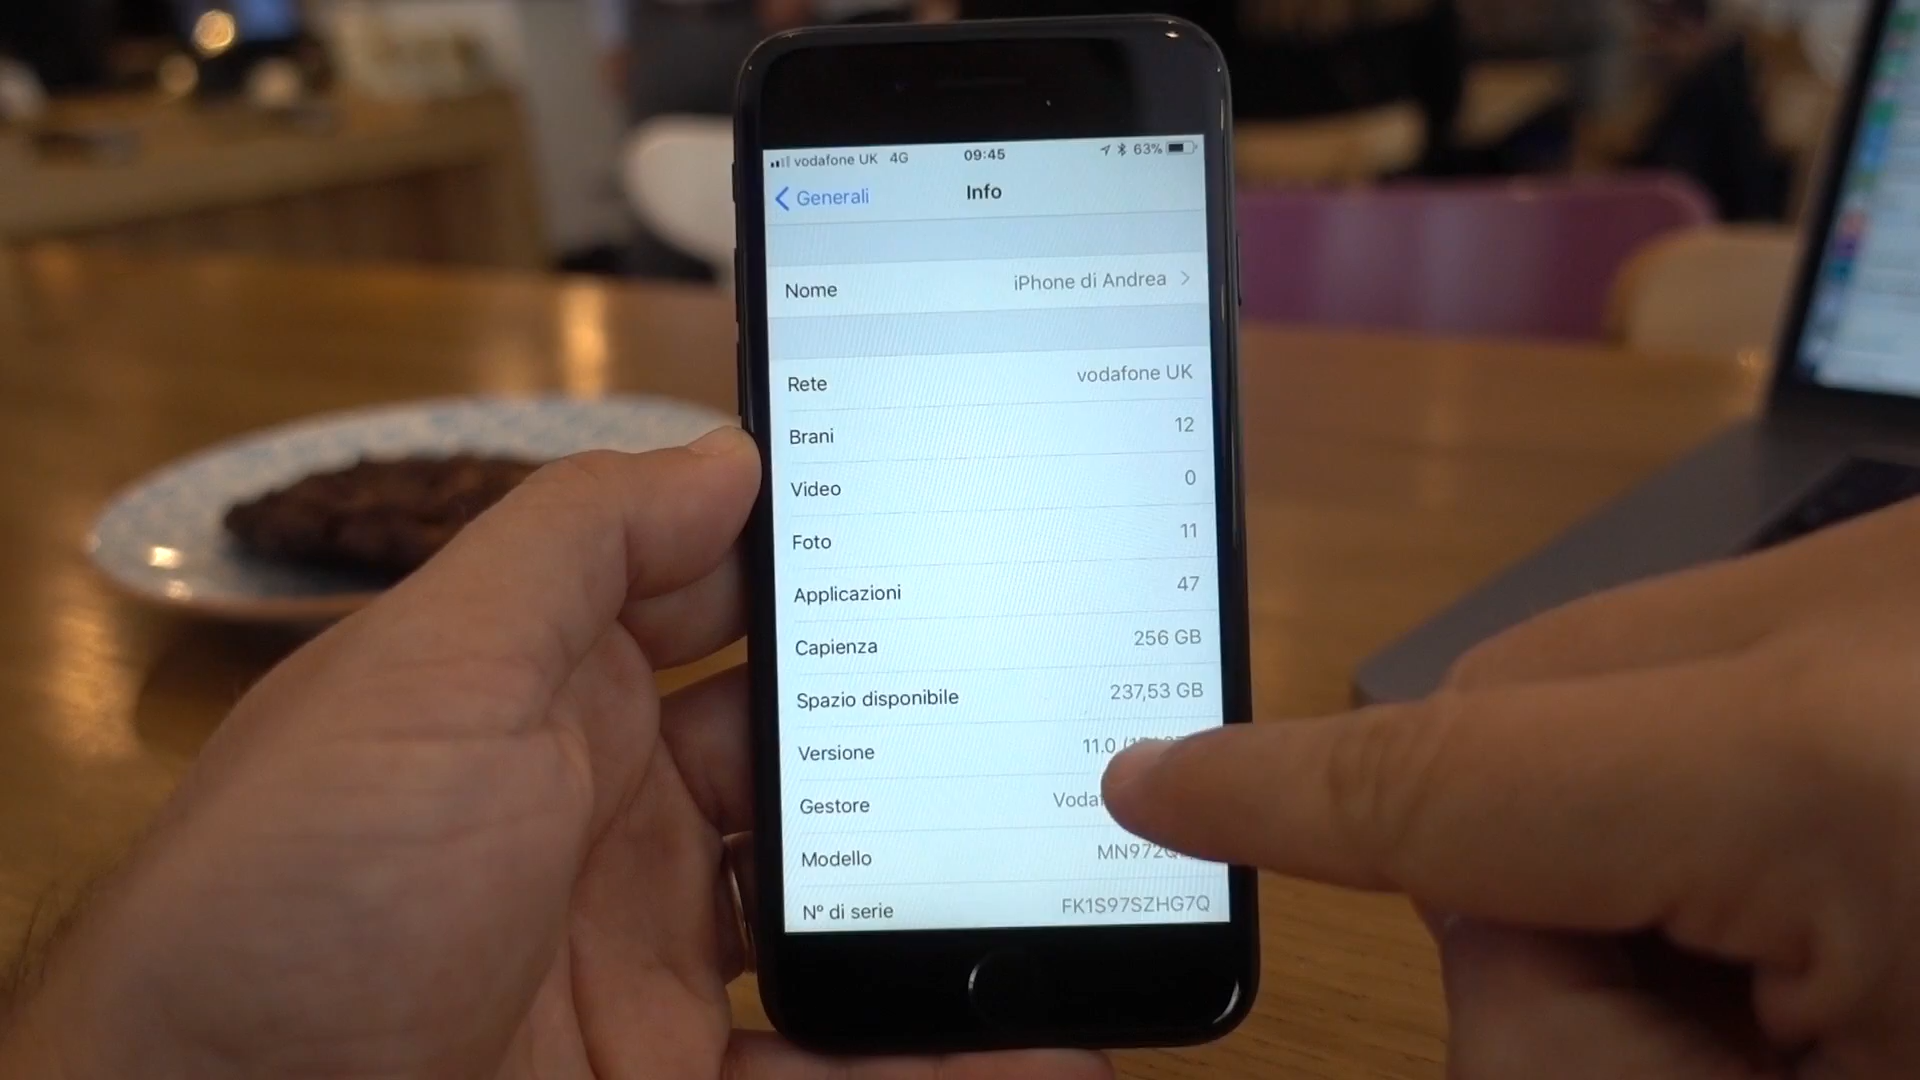 vodafone UK 4G 09:45 63%
Generali Info
Nome iPhone di Andrea
Rete vodafone UK
Brani 12
Video 0
Foto 11
Applicazioni 47
Capienza 256 GB
Spazio disponibile 237,53 GB
Versione 11.0
Gestore
Modello
N° di serie FK1S97SZHG7Q